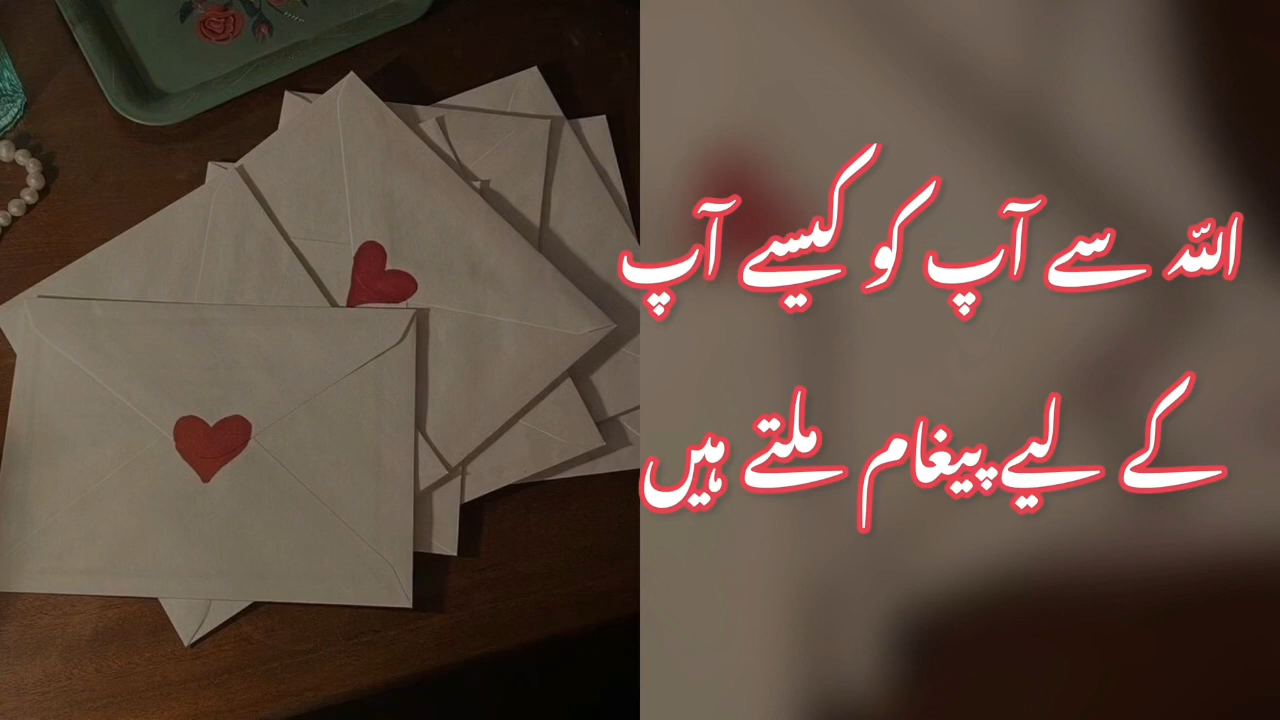 اللہ سے آپ کو کیسے آپ
کے لیے پیغام ملتے ہیں